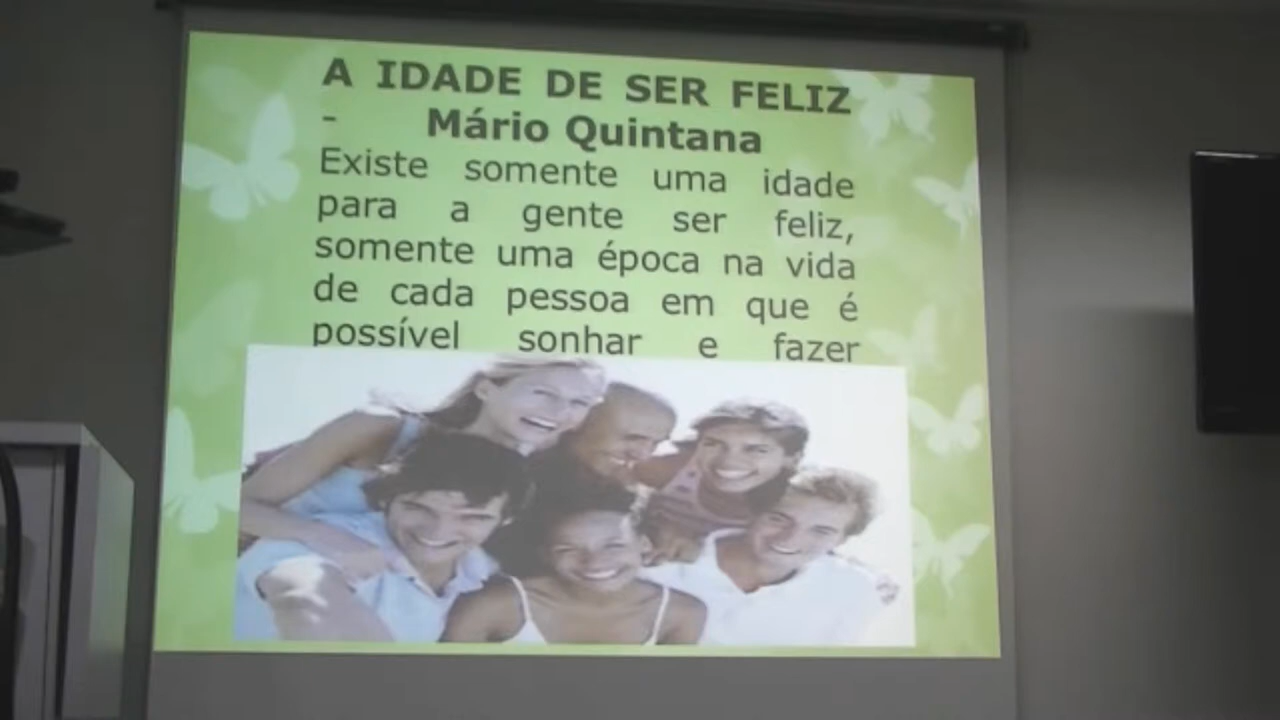 A IDADE DE SER FELIZ
- Mário Quintana
Existe somente uma idade
para a gente ser feliz,
somente uma época na vida
de cada pessoa em que é
possível sonhar e fazer